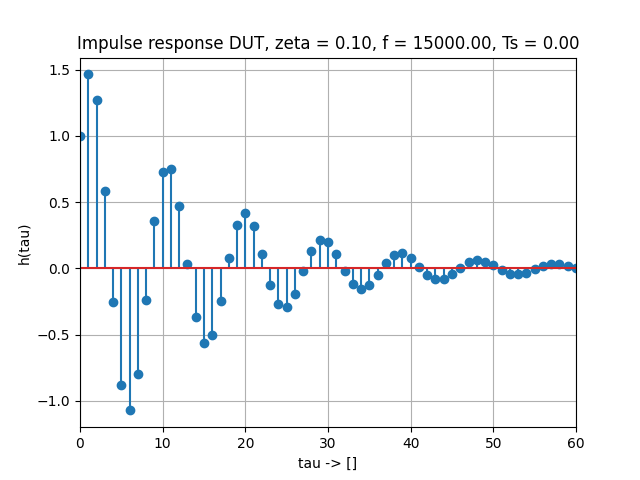 Impulse response DUT, zeta = 0.10, f = 15000.00, Ts = 0.00
1.5
1.0
0.5
0.0
−0.5
−1.0
h(tau)
0 10 20 30 40 50 60
tau -> []